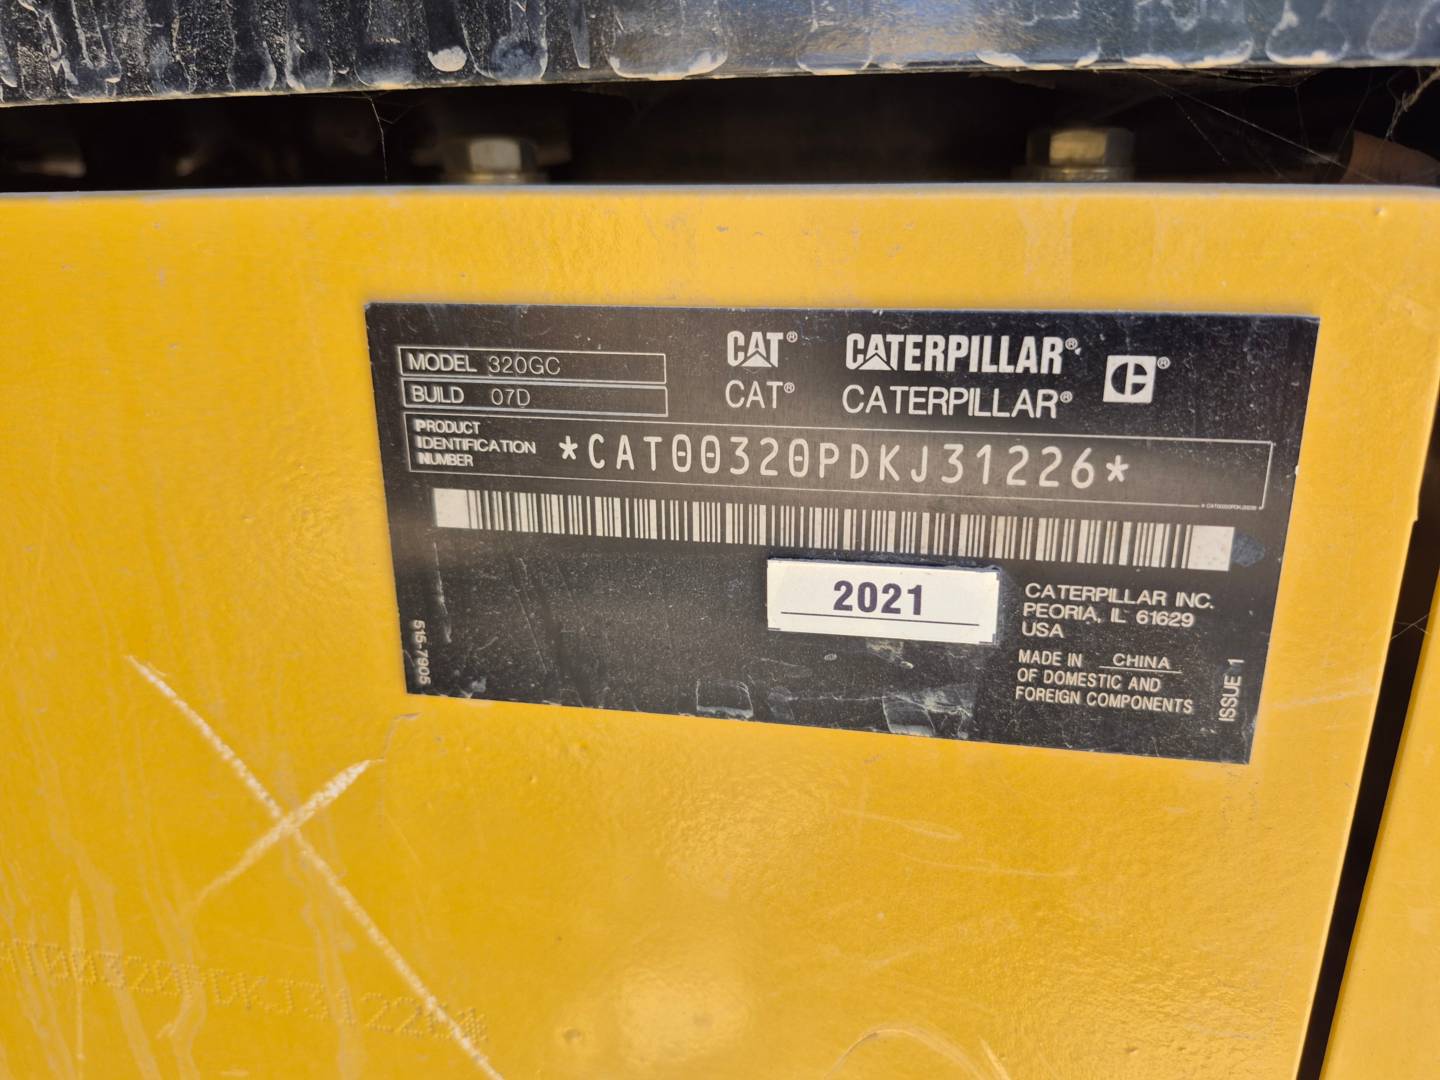 MODEL 320GC
BUILD 07D
CAT® CATERPILLAR® ®
CAT® CATERPILLAR®
PRODUCT
IDENTIFICATION
NUMBER
*CAT00320PDKJ31226*
2021
CATERPILLAR INC.
PEORIA, IL 61629
USA
MADE IN CHINA
OF DOMESTIC AND
FOREIGN COMPONENTS
515-7905
ISSUE 1